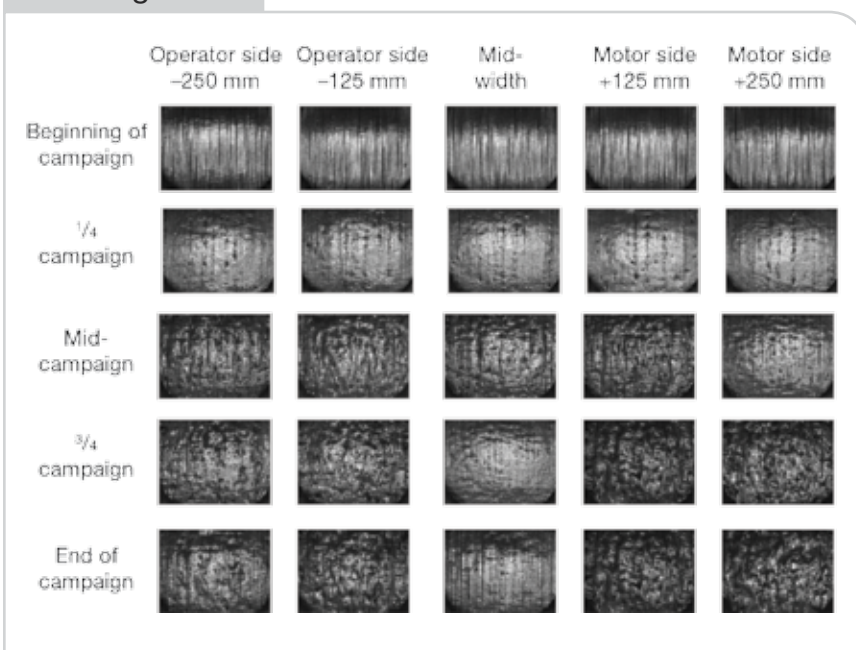 Operator side Operator side Mid- Motor side Motor side
–250 mm –125 mm width +125 mm +250 mm
Beginning of
campaign
1/4
campaign
Mid-
campaign
3/4
campaign
End of
campaign